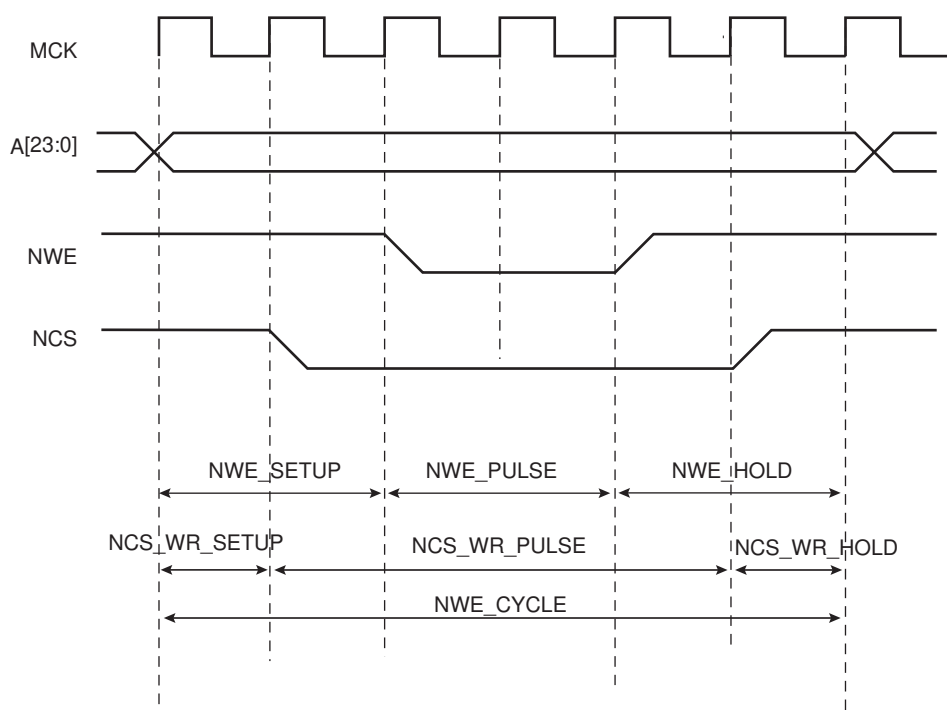 MCK
A[23:0]
NWE
NCS
NWE_SETUP NWE_PULSE NWE_HOLD
NCS_WR_SETUP NCS_WR_PULSE NCS_WR_HOLD
NWE_CYCLE